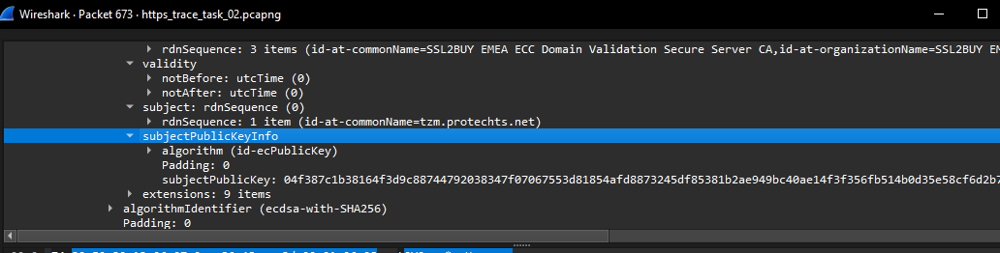 Wireshark · Packet 673 · https_trace_task_02.pcapng
rdnSequence: 3 items (id-at-commonName=SSL2BUY EMEA ECC Domain Validation Secure Server CA,id-at-organizationName=SSL2BUY EM
validity
notBefore: utcTime (0)
notAfter: utcTime (0)
subject: rdnSequence (0)
rdnSequence: 1 item (id-at-commonName=tzm.protechts.net)
subjectPublicKeyInfo
algorithm (id-ecPublicKey)
Padding: 0
subjectPublicKey: 04f387c1b38164f3d9c88744792038347f07067553d81854afd8873245df85381b2ae949bc40ae14f3f356fb514b0d35e58cf6d2b7
extensions: 9 items
algorithmIdentifier (ecdsa-with-SHA256)
Padding: 0